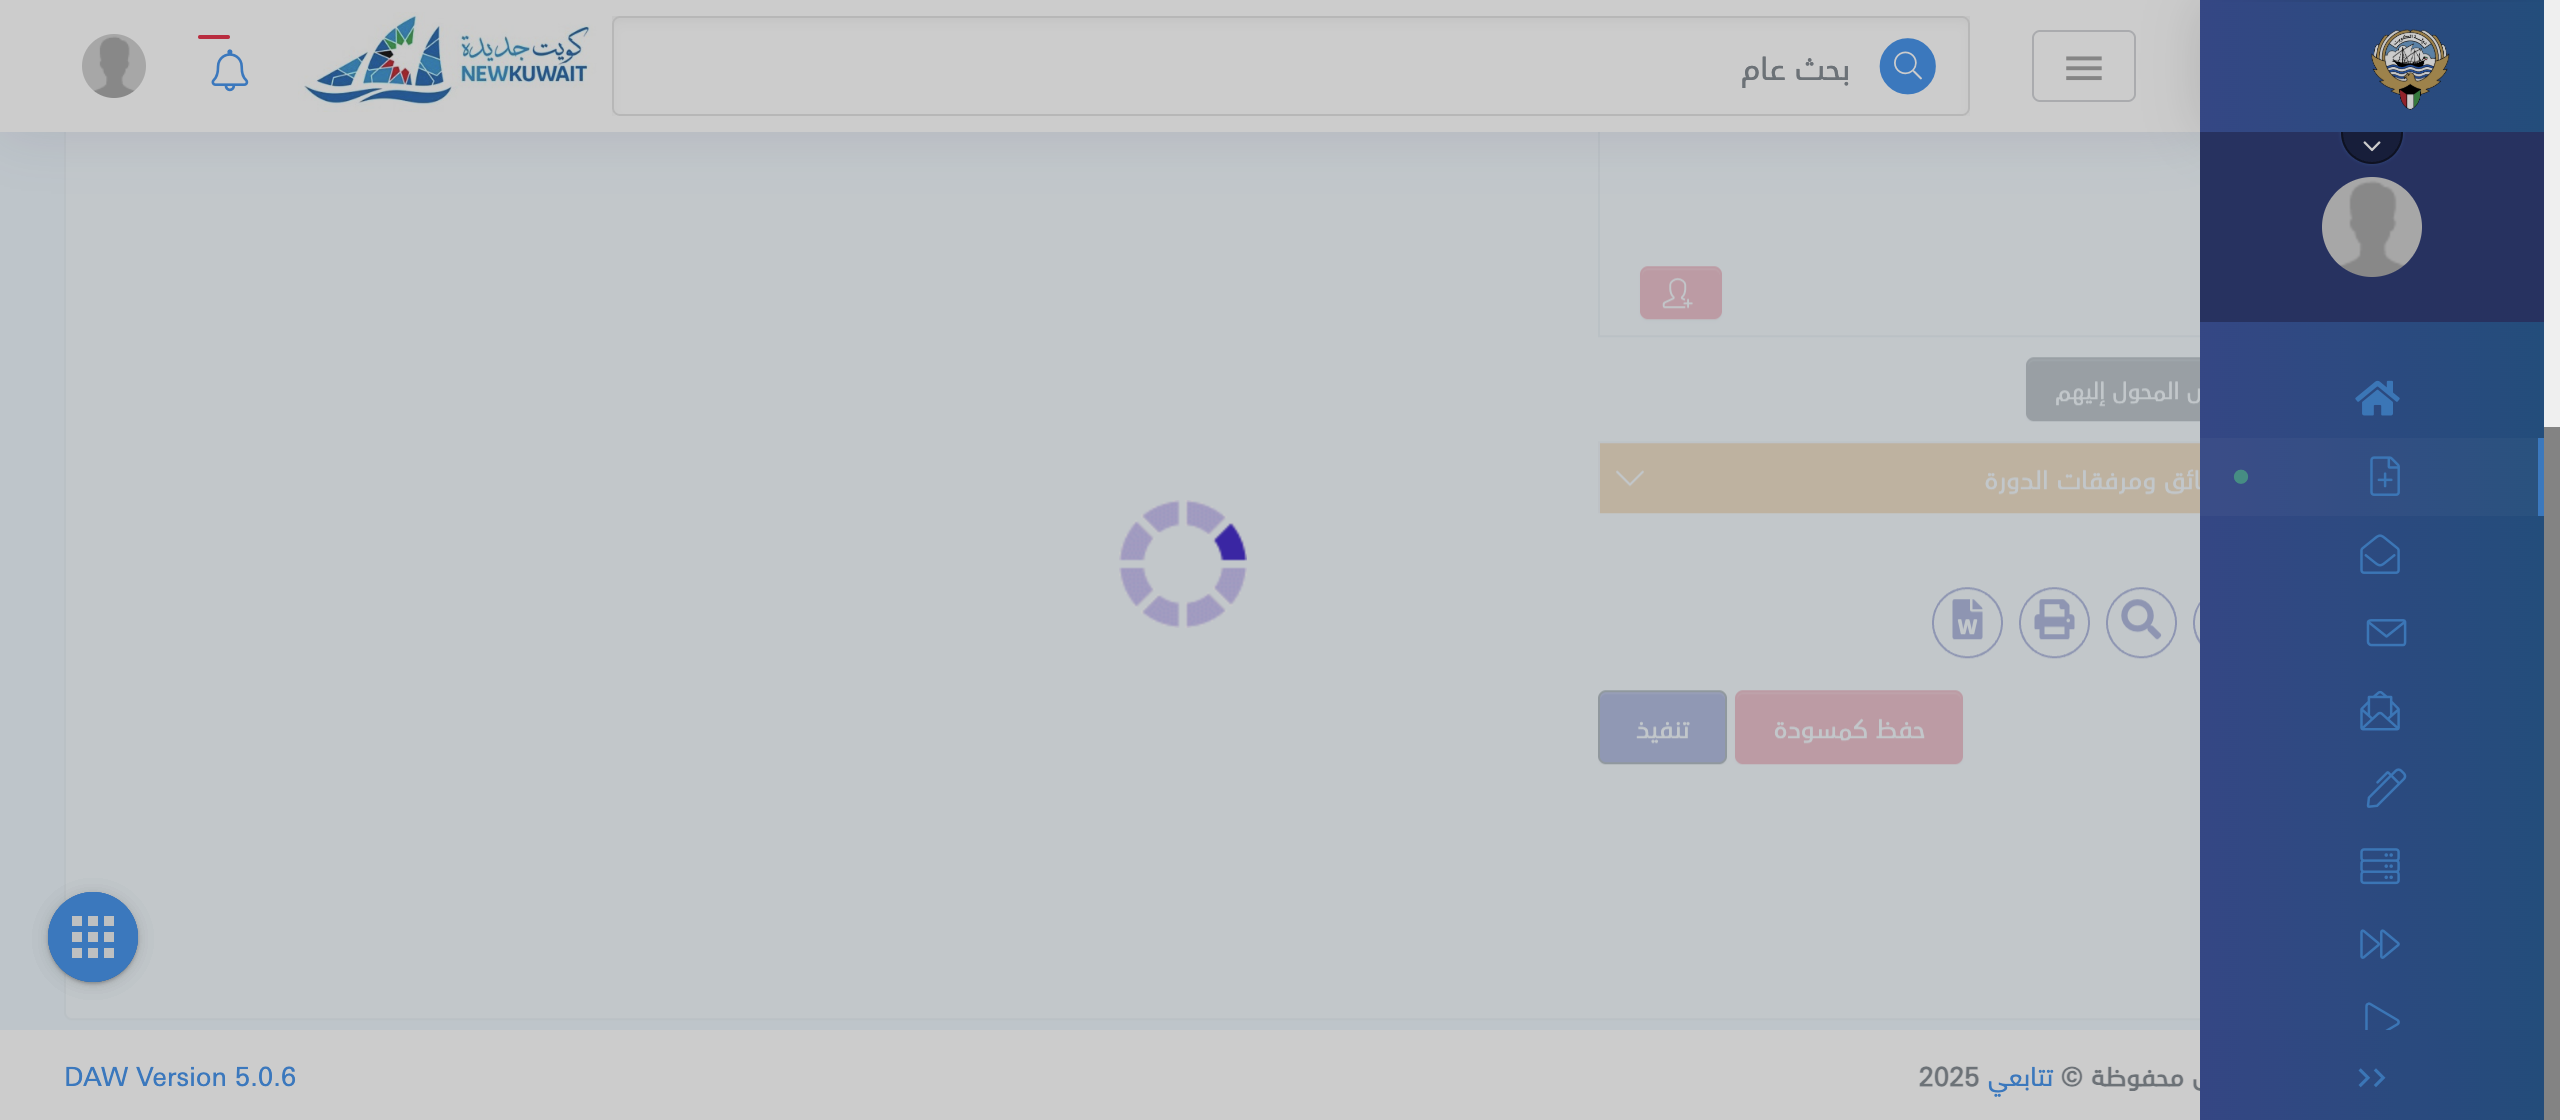 بحث عام
كويت جديدة
NEWKUWAIT
المحول إليهم
ومرفقات الدورة
حفظ كمسودة
تنفيذ
محفوظة © تتابعي 2025
DAW Version 5.0.6